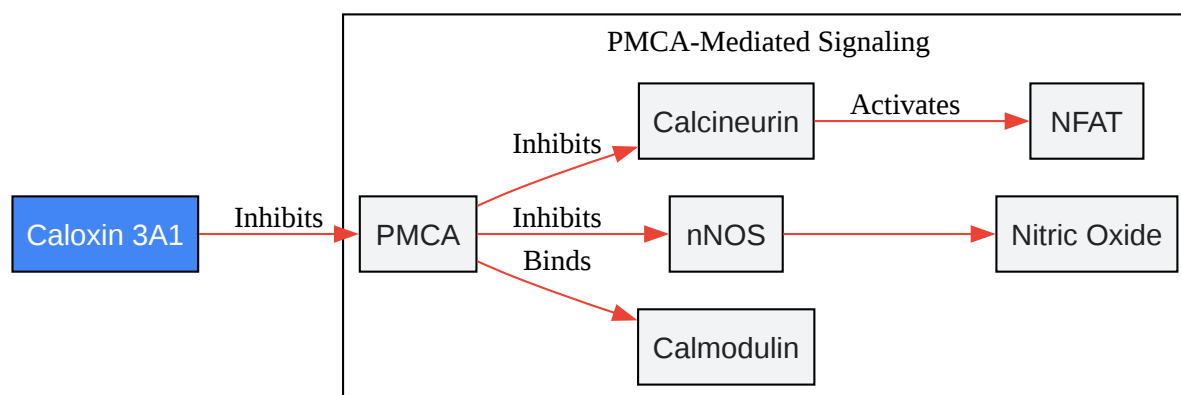 PMCA-Mediated Signaling
Calcineurin
Activates
NFAT
Inhibits
Caloxin 3A1
Inhibits
PMCA
Inhibits
nNOS
Nitric Oxide
Binds
Calmodulin